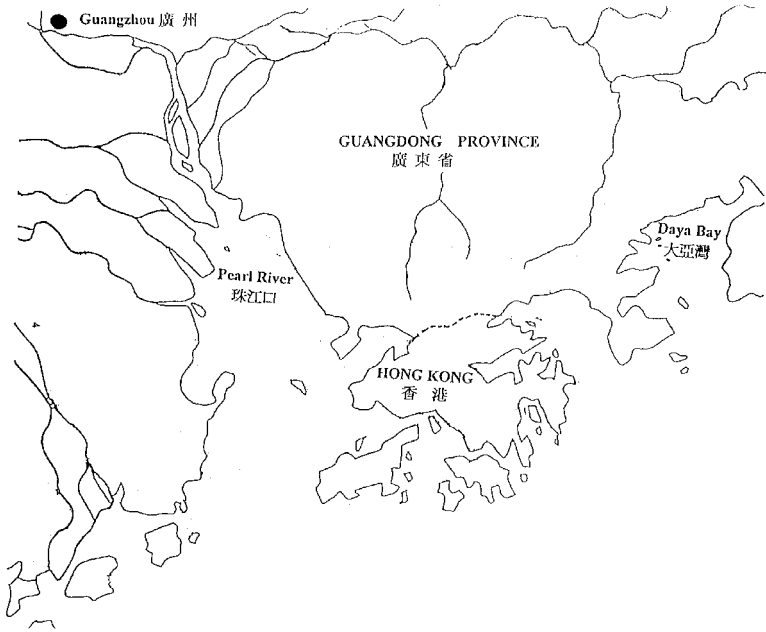 Guangzhou 廣 州
GUANGDONG PROVINCE
廣 東 省
Daya Bay
大亞灣
Pearl River
珠江口
HONG KONG
香 港